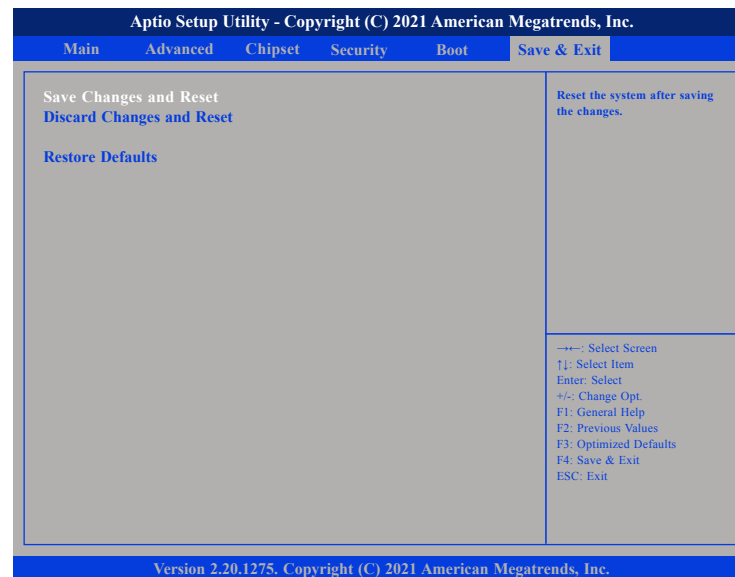 Aptio Setup Utility - Copyright (C) 2021 American Megatrends, Inc.
Main Advanced Chipset Security Boot Save & Exit
Save Changes and Reset
Discard Changes and Reset
Restore Defaults
Reset the system after saving
the changes.
→←: Select Screen
↑↓: Select Item
Enter: Select
+/-: Change Opt.
F1: General Help
F2: Previous Values
F3: Optimized Defaults
F4: Save & Exit
ESC: Exit
Version 2.20.1275. Copyright (C) 2021 American Megatrends, Inc.